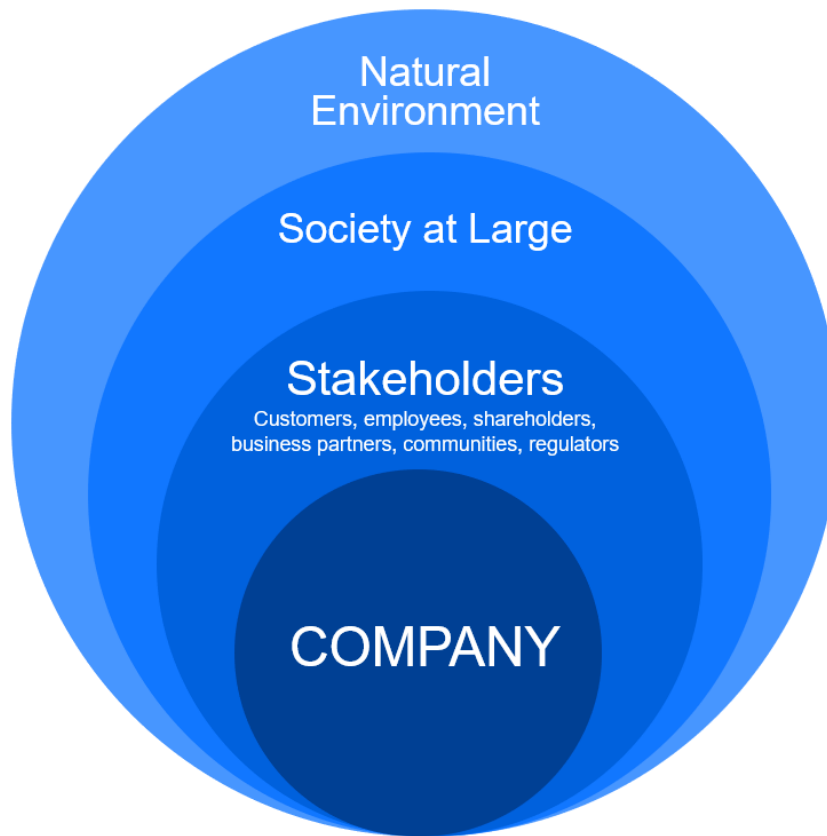 Natural
Environment
Society at Large
Stakeholders
Customers, employees, shareholders,
business partners, communities, regulators
COMPANY